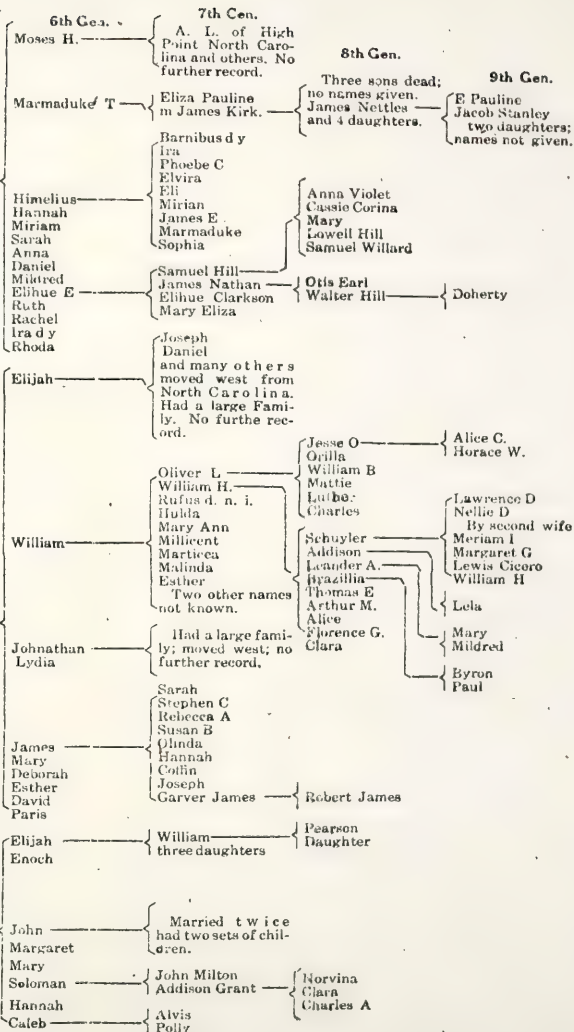 6th Gen.
Moses H.
Marmaduke T
Himelius
Hannah
Miriam
Sarah
Anna
Daniel
Mildred
Elihue E
Ruth
Rachel
Ira d y
Rhoda
Elijah
William
Johnathan
Lydia
James
Mary
Deborah
Esther
David
Paris
Elijah
Enoch
John
Margaret
Mary
Soloman
Hannah
Caleb
7th Gen.
A. L. of High
Point North Caro-
lina and others. No
further record.
Eliza Pauline
m James Kirk.
Barnibus d y
Ira
Phoebe C
Elvira
Eli
Mirian
James E
Marmaduke
Sophia
Samuel Hill
James Nathan
Elihue Clarkson
Mary Eliza
Joseph
Daniel
and many others
moved west from
North Carolina.
Had a large Fami-
ly. No furthe rec-
ord.
Oliver L
William H.
Rufus d. n. i.
Hulda
Mary Ann
Millicent
Marticea
Malinda
Esther
Two other names
not known.
Had a large fami-
ly; moved west; no
further record.
Sarah
Stephen C
Rebecca A
Susan B
Olinda
Hannah
Collin
Joseph
Garver James
William
three daughters
Married twice
had two sets of chil-
dren.
John Milton
Addison Grant
Alvis
Polly
8th Gen.
Three sons dead;
no names given.
James Nettles
and 4 daughters.
Anna Violet
Cassie Corina
Mary
Lowell Hill
Samuel Willard
Otis Earl
Walter Hill
Jesse O
Orilla
William B
Mattie
Luther
Charles
Schuyler
Addison
Leander A.
Brazillia
Thomas E
Arthur M.
Alice
Florence G.
Clara
Robert James
Pearson
Daughter
Norvina
Clara
Charles A
9th Gen.
E Pauline
Jacob Stanley
two daughters;
names not given.
Doherty
Alice C.
Horace W.
Lawrence D
Nellie D
By second wife
Meriam I
Margaret G
Lewis Cicero
William H
Lela
Mary
Mildred
Byron
Paul